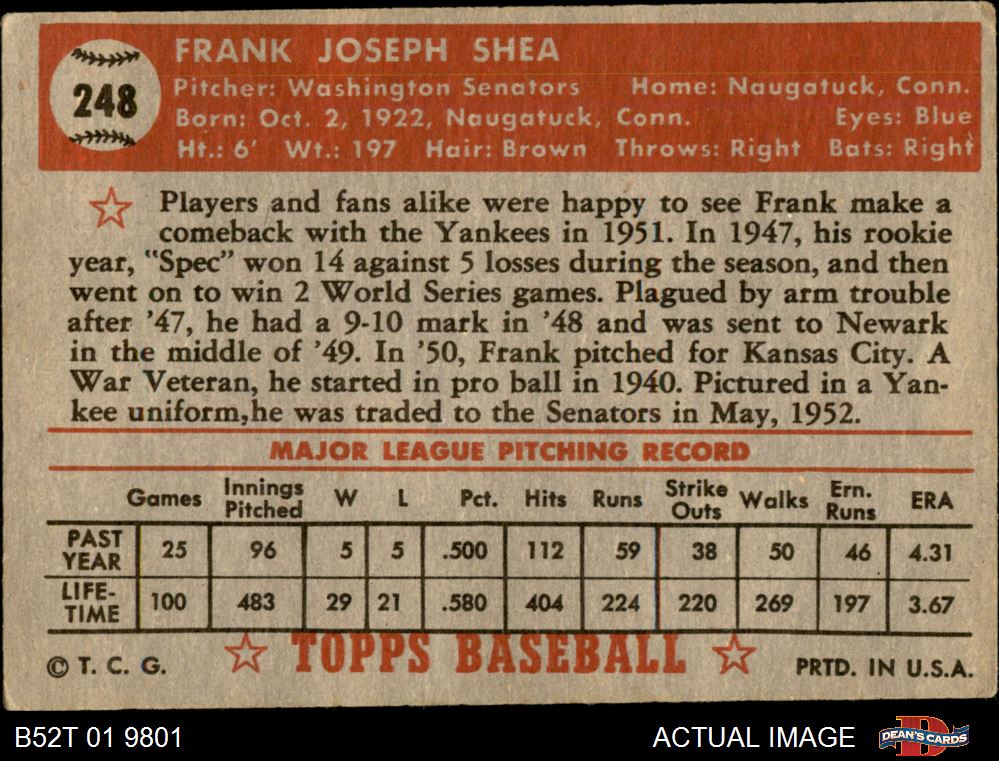 248
FRANK JOSEPH SHEA
Pitcher: Washington Senators Home: Naugatuck, Conn.
Born: Oct. 2, 1922, Naugatuck, Conn. Eyes: Blue
Ht.: 6' Wt.: 197 Hair: Brown Throws: Right Bats: Right
Players and fans alike were happy to see Frank make a
comeback with the Yankees in 1951. In 1947, his rookie
year, "Spec" won 14 against 5 losses during the season, and then
went on to win 2 World Series games. Plagued by arm trouble
after '47, he had a 9-10 mark in '48 and was sent to Newark
in the middle of '49. In '50, Frank pitched for Kansas City. A
War Veteran, he started in pro ball in 1940. Pictured in a Yan-
kee uniform, he was traded to the Senators in May, 1952.
MAJOR LEAGUE PITCHING RECORD
Games Innings Pitched W L Pct. Hits Runs Strike Outs Walks Ern. Runs ERA
PAST YEAR 25 96 5 5 .500 112 59 38 50 46 4.31
LIFE-TIME 100 483 29 21 .580 404 224 220 269 197 3.67
© T. C. G. TOPPS BASEBALL PRTD. IN U.S.A.
B52T 01 9801 ACTUAL IMAGE D DEAN'S CARDS